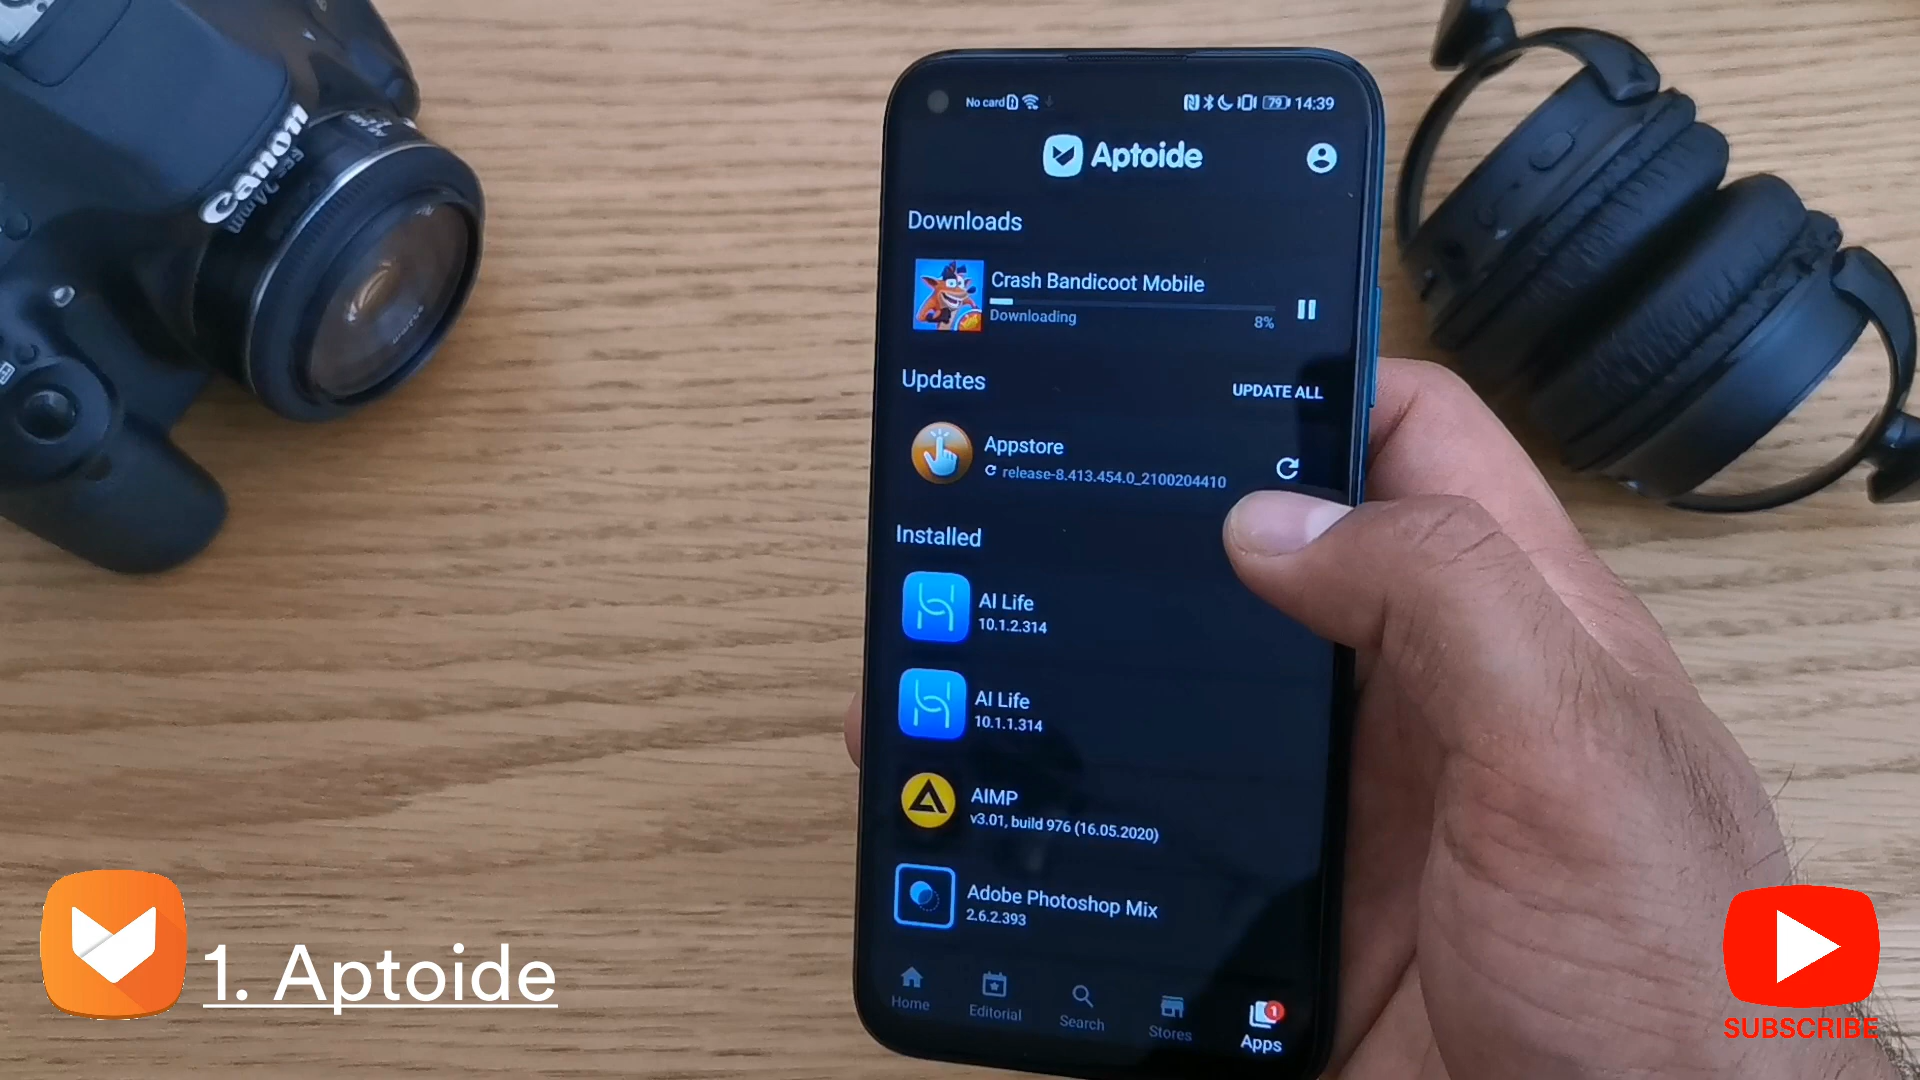 Canon
No card
79 14:39
Aptoide
Downloads
Crash Bandicoot Mobile
Downloading
8%
Updates
UPDATE ALL
Appstore
release-8.413.454.0_2100204410
Installed
AI Life
10.1.2.314
AI Life
10.1.1.314
AIMP
v3.01, build 976 (16.05.2020)
Adobe Photoshop Mix
2.6.2.393
Home
Editorial
Search
Stores
1
Apps
1. Aptoide
SUBSCRIBE